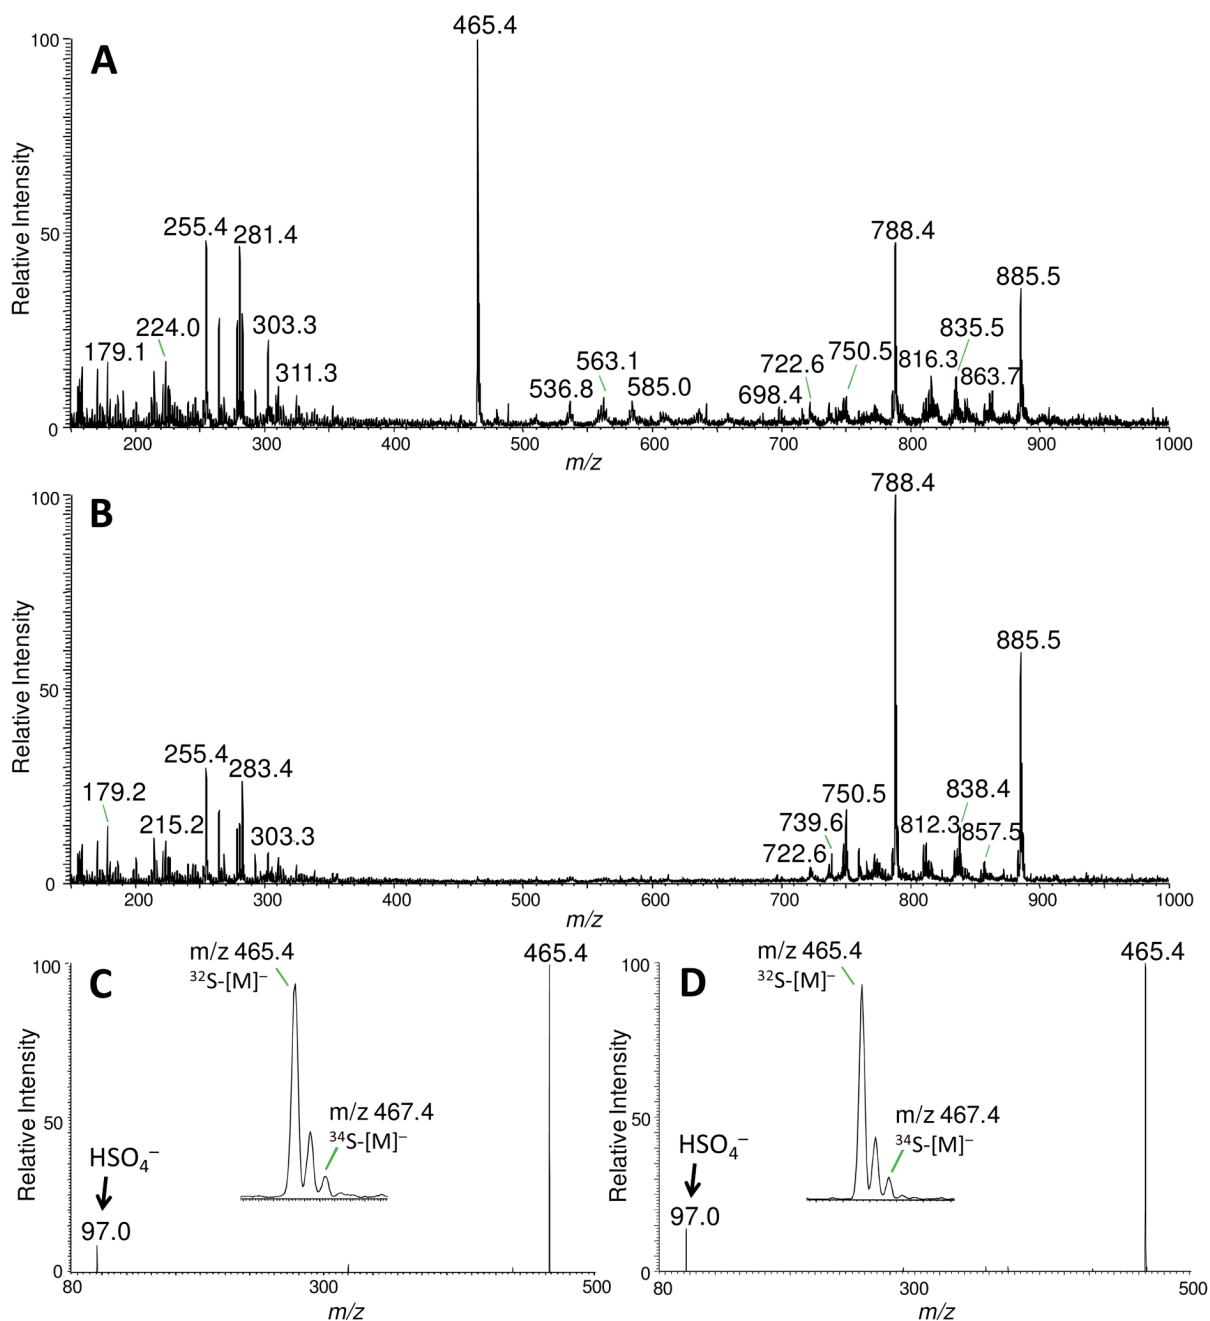 A
Relative Intensity
100
50
0
465.4
255.4
281.4
224.0
179.1
303.3
311.3
536.8
563.1
585.0
698.4
722.6
750.5
788.4
816.3
835.5
863.7
885.5
200 300 400 500 600 700 800 900 1000
m/z
B
Relative Intensity
100
50
0
788.4
885.5
255.4
283.4
179.2
215.2
303.3
722.6
739.6
750.5
812.3
838.4
857.5
200 300 400 500 600 700 800 900 1000
m/z
C
Relative Intensity
100
50
0
m/z 465.4
³²S-[M]⁻
465.4
m/z 467.4
³⁴S-[M]⁻
HSO₄⁻
97.0
80 300 500
m/z
D
Relative Intensity
100
50
0
m/z 465.4
³²S-[M]⁻
465.4
m/z 467.4
³⁴S-[M]⁻
HSO₄⁻
97.0
80 300 500
m/z